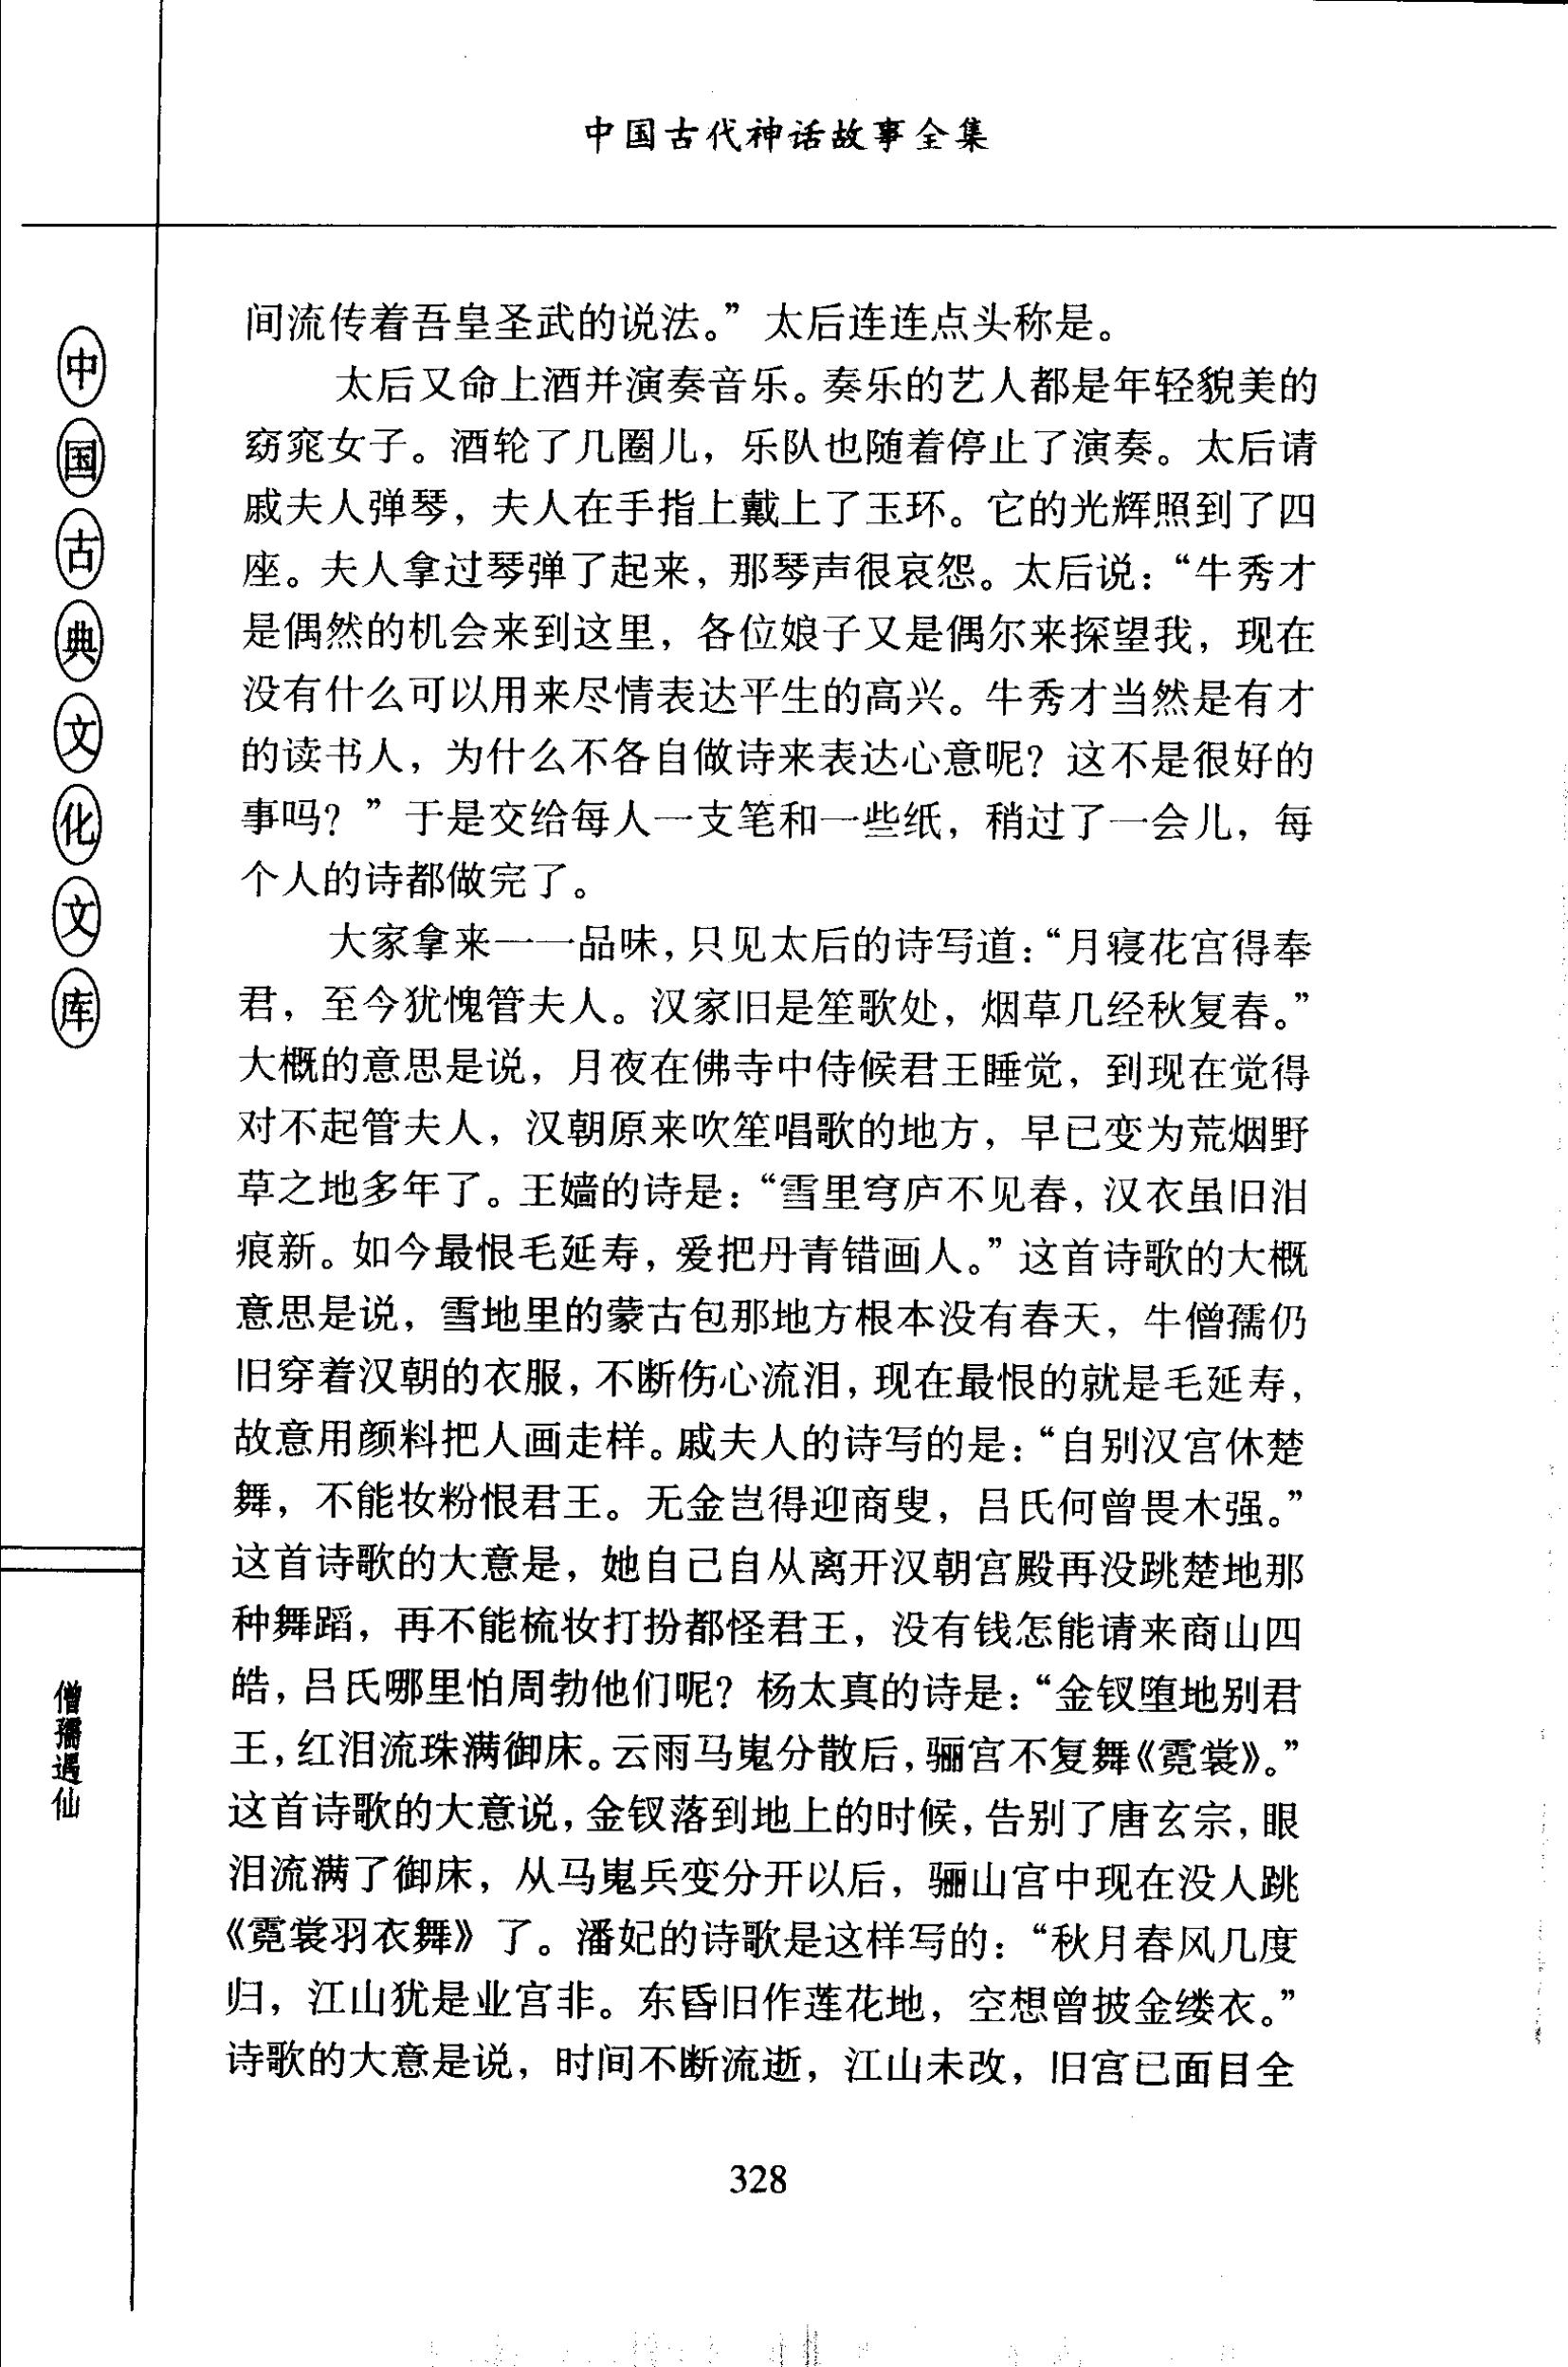 中国古代神话故事全集
中国古典文化文库
僧孺遇仙
间流传着吾皇圣武的说法。”太后连连点头称是。
太后又命上酒并演奏音乐。奏乐的艺人都是年轻貌美的
窈窕女子。酒轮了几圈儿，乐队也随着停止了演奏。太后请
戚夫人弹琴，夫人在手指上戴上了玉环。它的光辉照到了四
座。夫人拿过琴弹了起来，那琴声很哀怨。太后说：“牛秀才
是偶然的机会来到这里，各位娘子又是偶尔来探望我，现在
没有什么可以用来尽情表达平生的高兴。牛秀才当然是有才
的读书人，为什么不各自做诗来表达心意呢？这不是很好的
事吗？”于是交给每人一支笔和一些纸，稍过了一会儿，每
个人的诗都做完了。
大家拿来一一品味，只见太后的诗写道：“月寝花宫得奉
君，至今犹愧管夫人。汉家旧是笙歌处，烟草几经秋复春。”
大概的意思是说，月夜在佛寺中侍候君王睡觉，到现在觉得
对不起管夫人，汉朝原来吹笙唱歌的地方，早已变为荒烟野
草之地多年了。王嫱的诗是：“雪里穹庐不见春，汉衣虽旧泪
痕新。如今最恨毛延寿，爱把丹青错画人。”这首诗歌的大概
意思是说，雪地里的蒙古包那地方根本没有春天，牛僧孺仍
旧穿着汉朝的衣服，不断伤心流泪，现在最恨的就是毛延寿，
故意用颜料把人画走样。戚夫人的诗写的是：“自别汉宫休楚
舞，不能妆粉恨君王。无金岂得迎商叟，吕氏何曾畏木强。”
这首诗歌的大意是，她自己自从离开汉朝宫殿再没跳楚地那
种舞蹈，再不能梳妆打扮都怪君王，没有钱怎能请来商山四
皓，吕氏哪里怕周勃他们呢？杨太真的诗是：“金钗堕地别君
王，红泪流珠满御床。云雨马嵬分散后，骊宫不复舞《霓裳》。”
这首诗歌的大意说，金钗落到地上的时候，告别了唐玄宗，眼
泪流满了御床，从马嵬兵变分开以后，骊山宫中现在没人跳
《霓裳羽衣舞》了。潘妃的诗歌是这样写的：“秋月春风几度
归，江山犹是业宫非。东昏旧作莲花地，空想曾披金缕衣。”
诗歌的大意是说，时间不断流逝，江山未改，旧宫已面目全
328